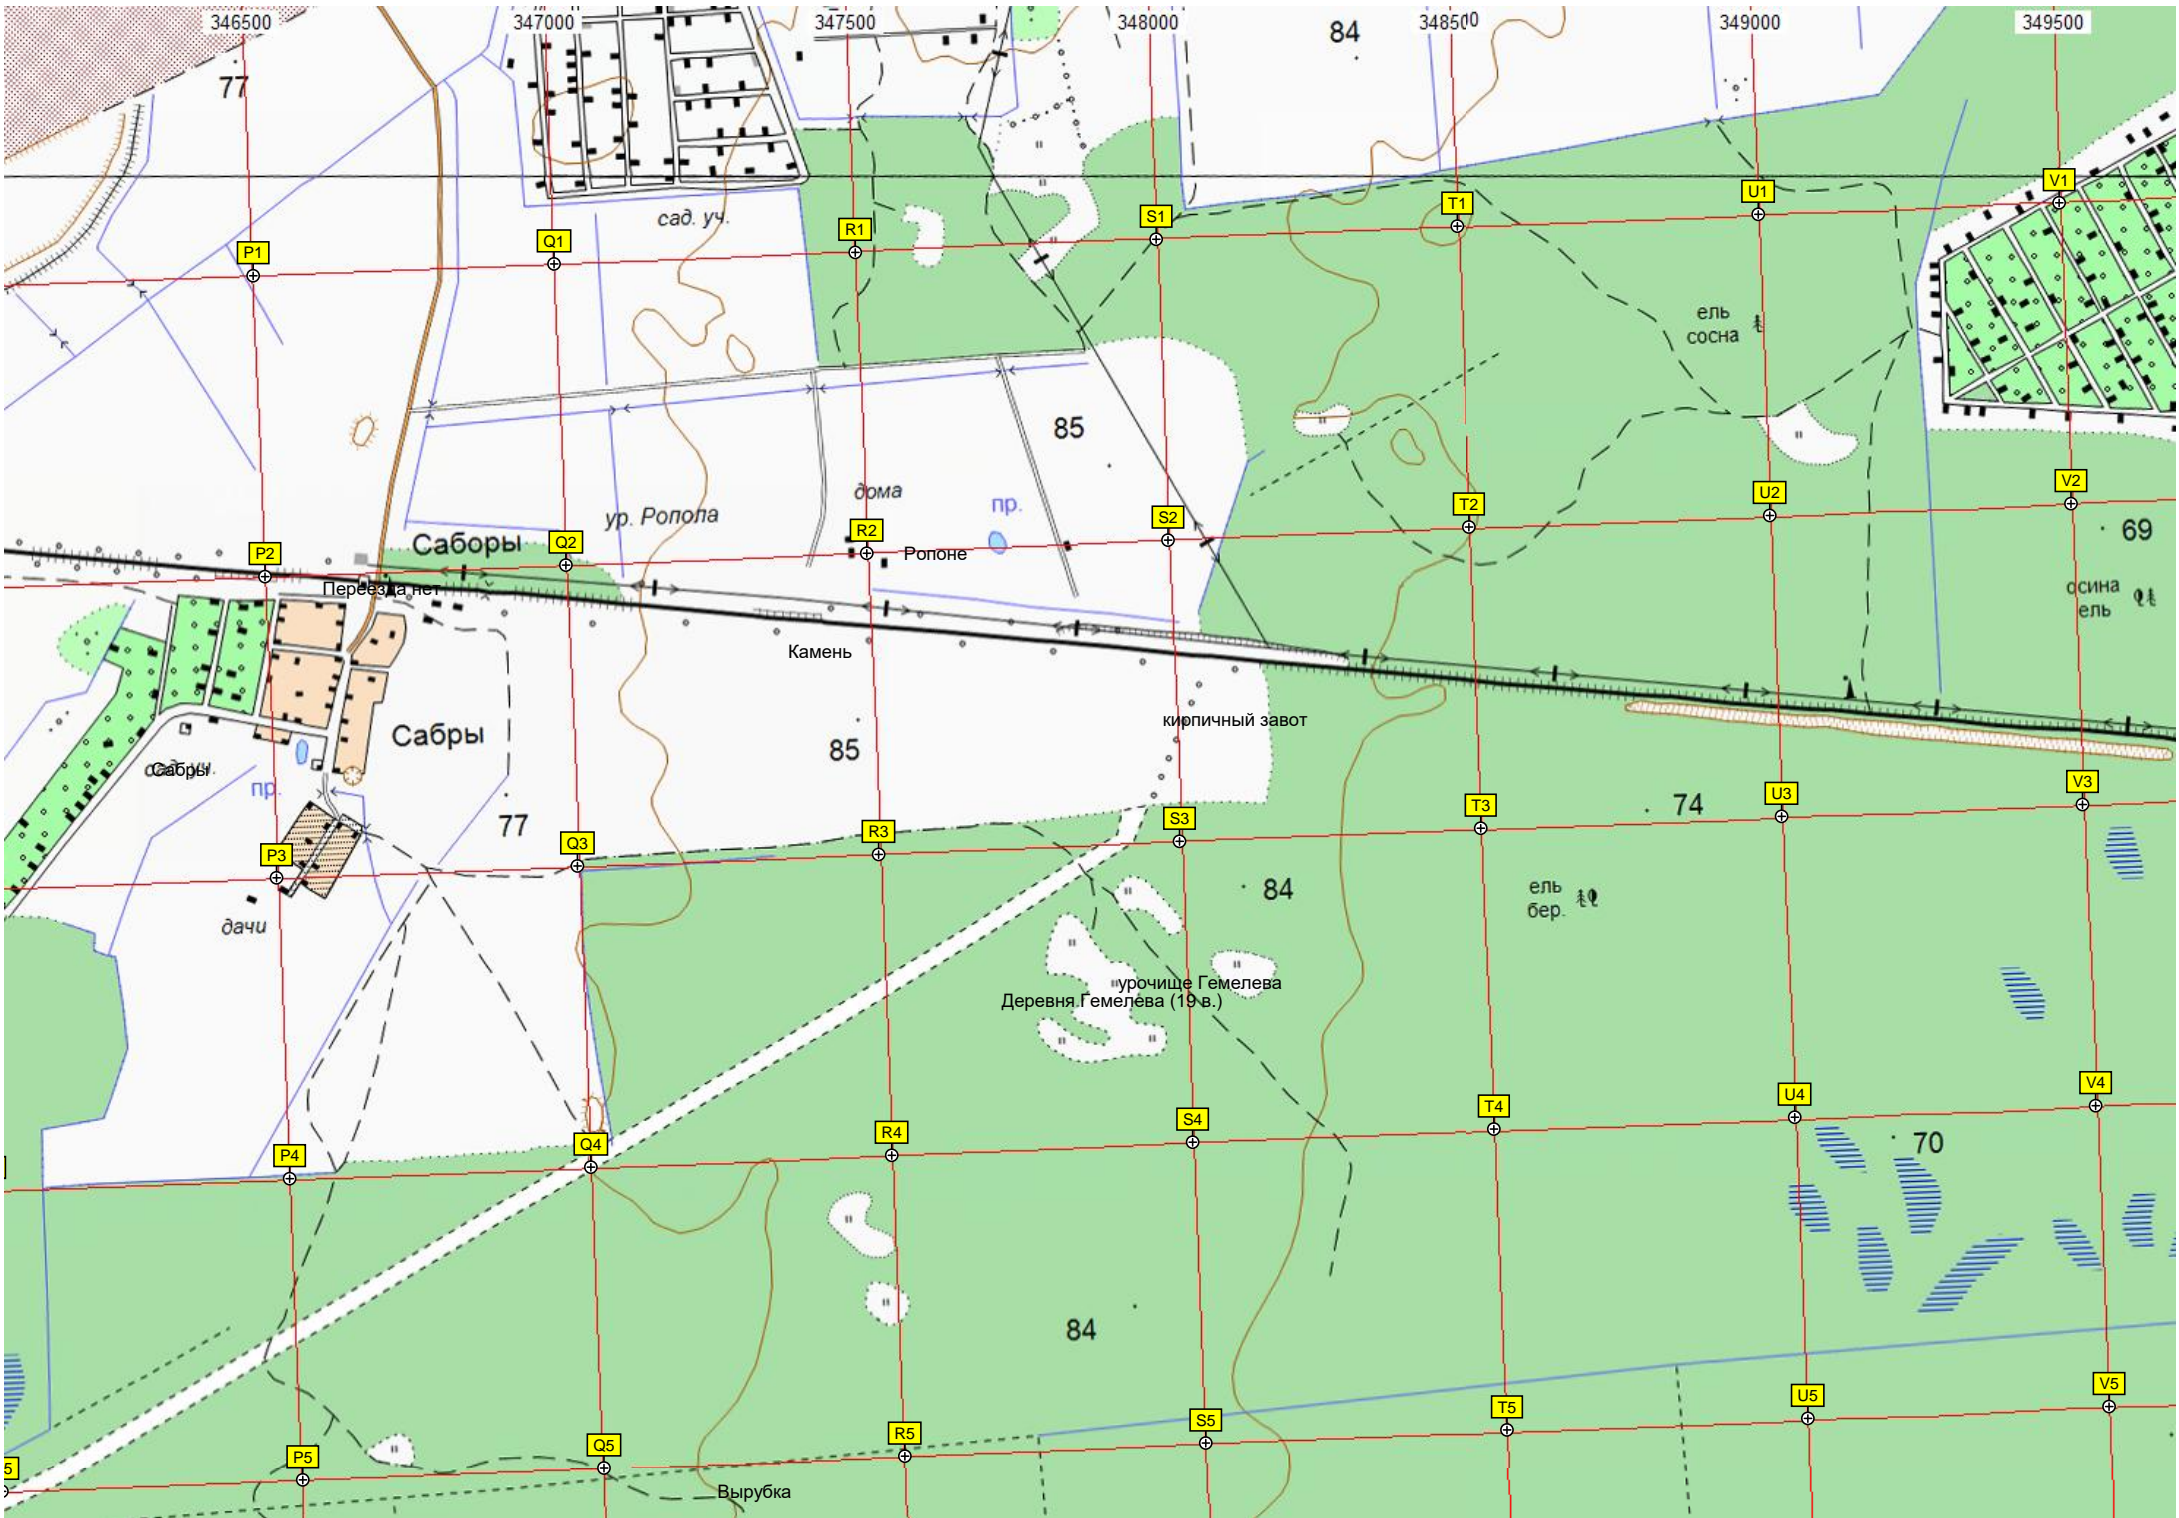 346500 347000 347500 348000 348500 349000 349500
84
77
сад. уч.
P1 Q1 R1 S1 T1 U1 V1
ель
сосна
85
дома
пр.
ур. Ропола
Саборы
P2 Q2 R2 S2 T2 U2 V2
69
Ропоне
Переезда нет
осина
ель
Камень
кирпичный завот
Сабры
85
Сабры
пр.
77
74
P3 Q3 R3 S3 T3 U3 V3
84
ель
бер.
дачи
урочище Гемелева
Деревня Гемелева (19 в.)
P4 Q4 R4 S4 T4 U4 V4
70
84
5 P5 Q5 R5 S5 T5 U5 V5
Вырубка